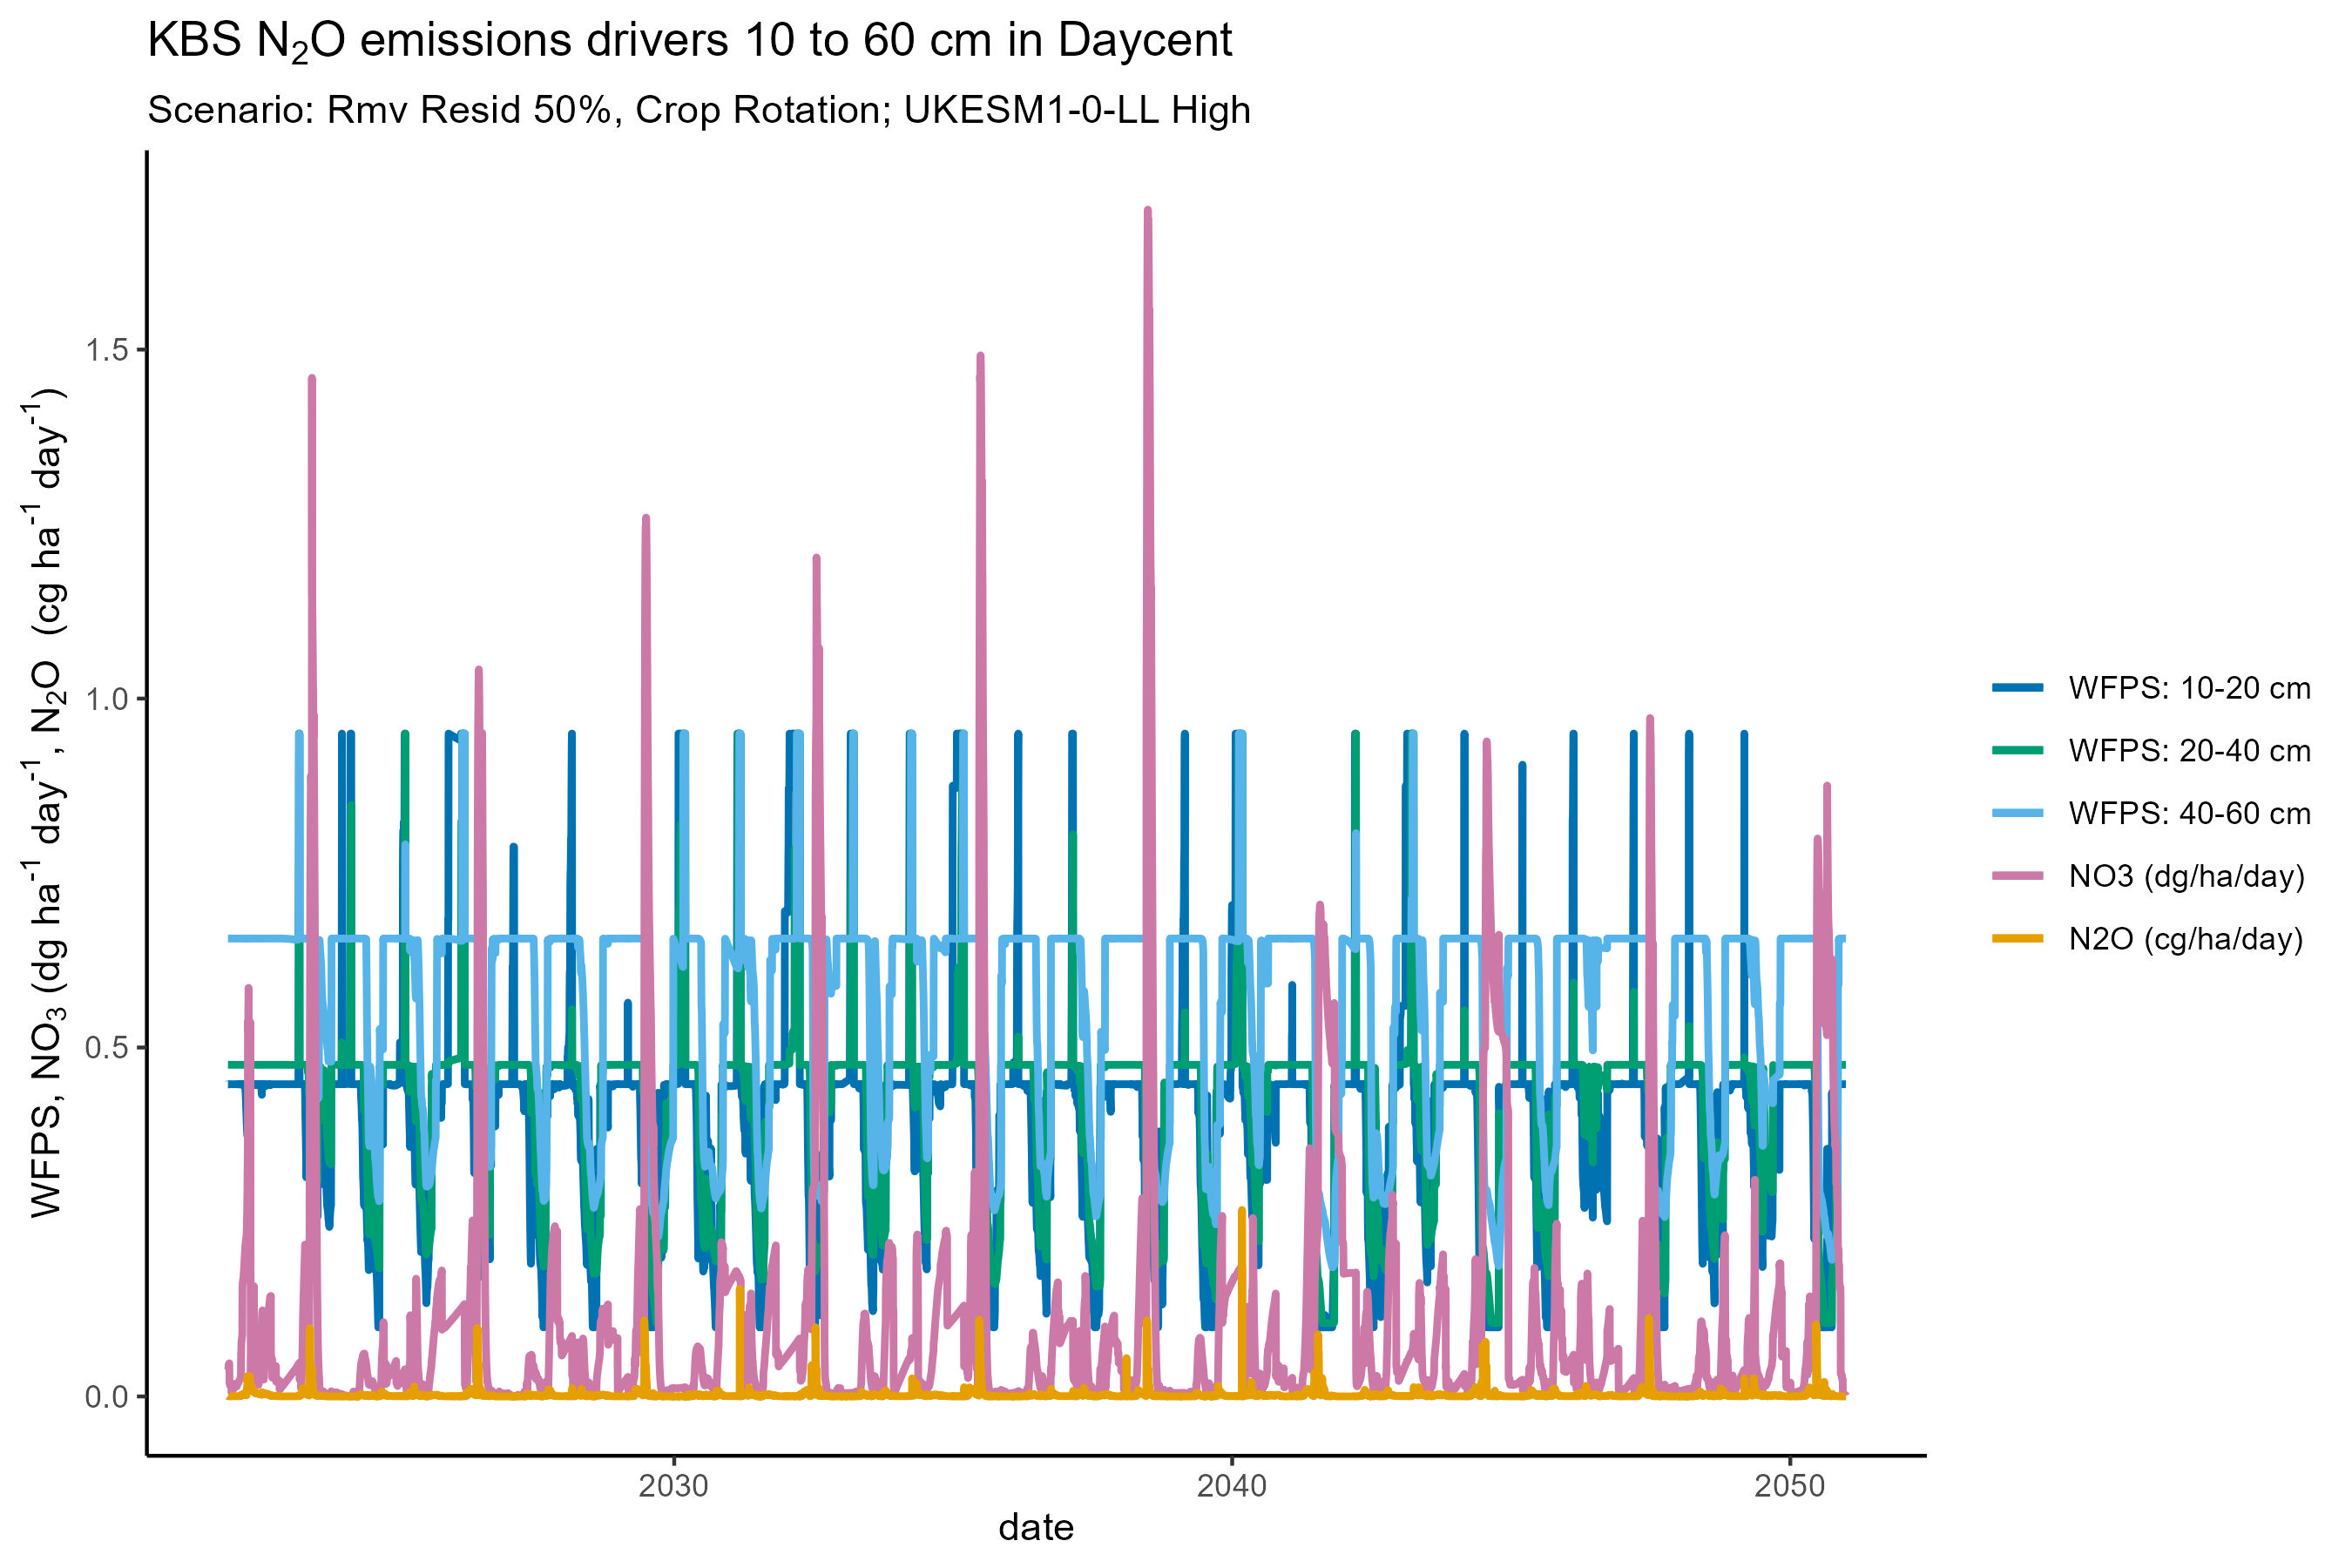 KBS N₂O emissions drivers 10 to 60 cm in Daycent
Scenario: Rmv Resid 50%, Crop Rotation; UKESM1-0-LL High
WFPS, NO₃ (dg ha⁻¹ day⁻¹, N₂O  (cg ha⁻¹ day⁻¹)
1.5
1.0
0.5
0.0
2030
2040
2050
date
WFPS: 10-20 cm
WFPS: 20-40 cm
WFPS: 40-60 cm
NO3 (dg/ha/day)
N2O (cg/ha/day)